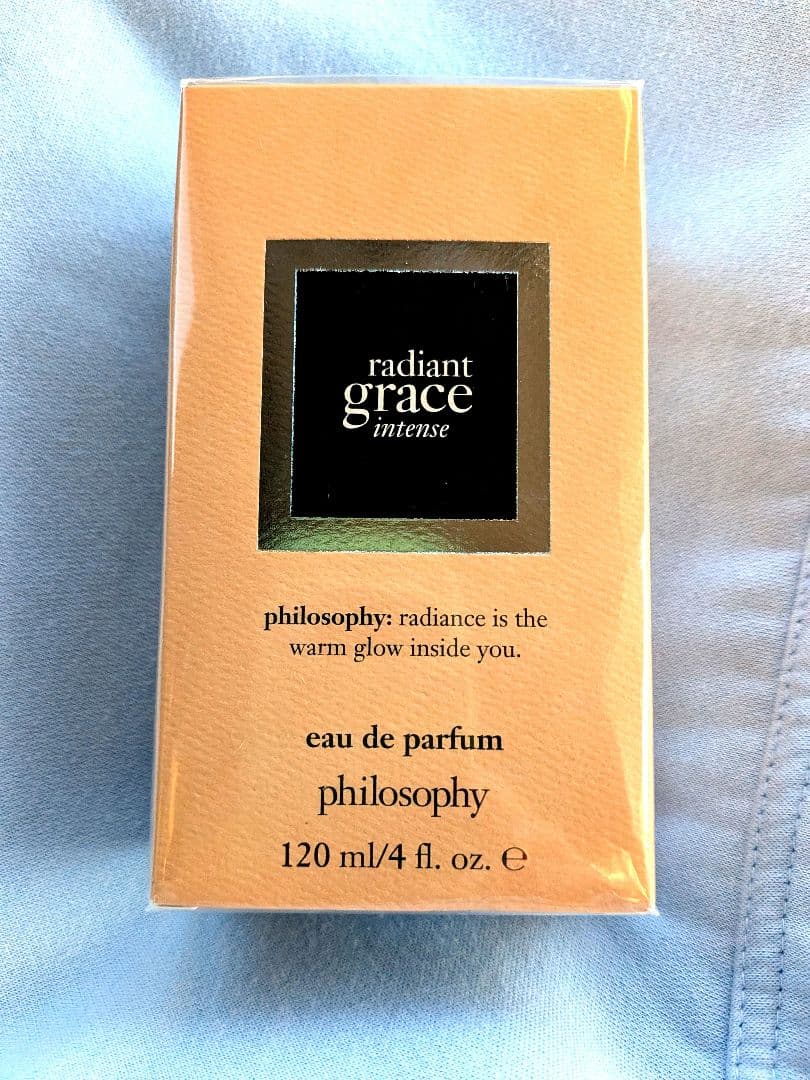 radiant
grace
intense
philosophy: radiance is the
warm glow inside you.
eau de parfum
philosophy
120 ml/4 fl. oz. ℮